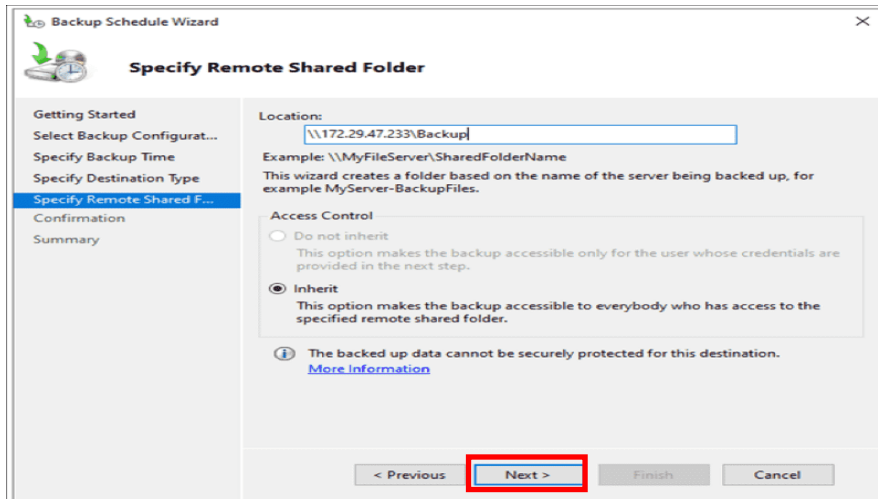 Backup Schedule Wizard
Specify Remote Shared Folder
Getting Started
Select Backup Configurat...
Specify Backup Time
Specify Destination Type
Specify Remote Shared F...
Confirmation
Summary
Location:
\\172.29.47.233\Backup
Example: \\MyFileServer\SharedFolderName
This wizard creates a folder based on the name of the server being backed up, for
example MyServer-BackupFiles.
Access Control
Do not inherit
This option makes the backup accessible only for the user whose credentials are
provided in the next step.
Inherit
This option makes the backup accessible to everybody who has access to the
specified remote shared folder.
The backed up data cannot be securely protected for this destination.
More Information
< Previous
Next >
Finish
Cancel